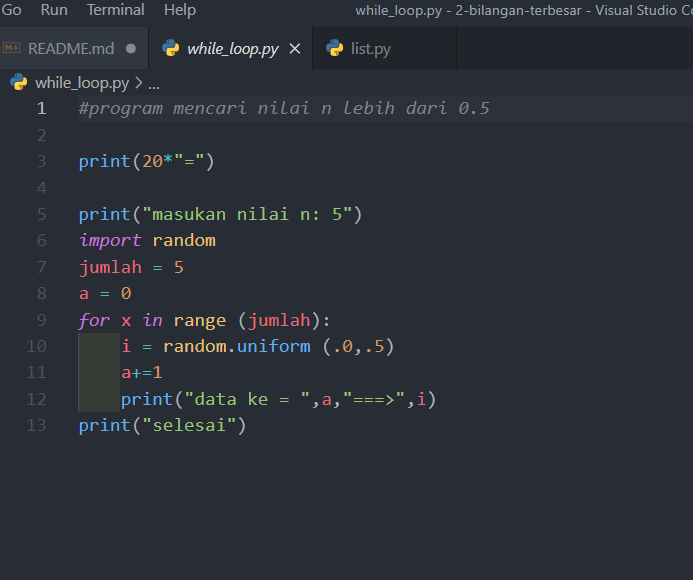 Go Run Terminal Help while_loop.py - 2-bilangan-terbesar - Visual Studio Co
README.md ● while_loop.py × list.py
while_loop.py > ...
1 #program mencari nilai n lebih dari 0.5
2
3 print(20*"=")
4
5 print("masukan nilai n: 5")
6 import random
7 jumlah = 5
8 a = 0
9 for x in range (jumlah):
10     i = random.uniform (.0,.5)
11     a+=1
12     print("data ke = ",a,"===>",i)
13 print("selesai")